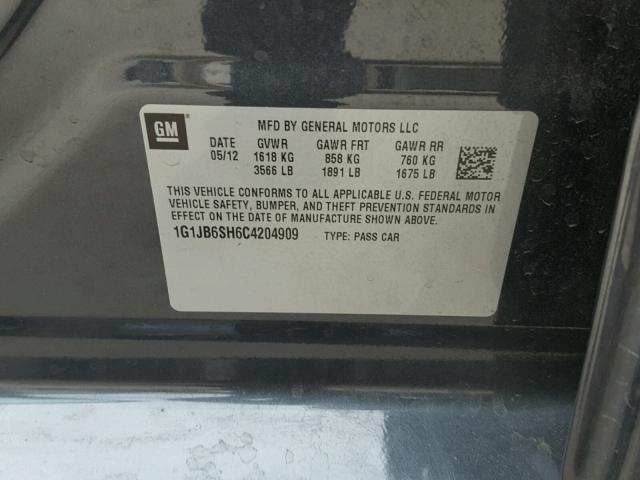 GM
MFD BY GENERAL MOTORS LLC
DATE GVWR GAWR FRT GAWR RR
05/12 1618 KG 858 KG 760 KG
3566 LB 1891 LB 1675 LB
THIS VEHICLE CONFORMS TO ALL APPLICABLE U.S. FEDERAL MOTOR
VEHICLE SAFETY, BUMPER, AND THEFT PREVENTION STANDARDS IN
EFFECT ON THE DATE OF MANUFACTURE SHOWN ABOVE.
1G1JB6SH6C4204909 TYPE: PASS CAR